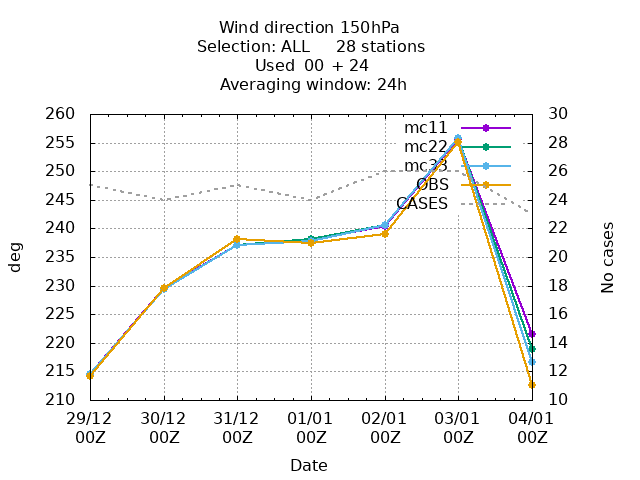 Wind direction 150hPa
Selection: ALL 28 stations
Used 00 + 24
Averaging window: 24h
260 30
mc11
255 28
mc22
250 26
mc33
OBS
245 24
CASES
240 22
235 20
230 18
225 16
220 14
215 12
210 10
deg
No cases
29/12 30/12 31/12 01/01 02/01 03/01 04/01
00Z 00Z 00Z 00Z 00Z 00Z 00Z
Date